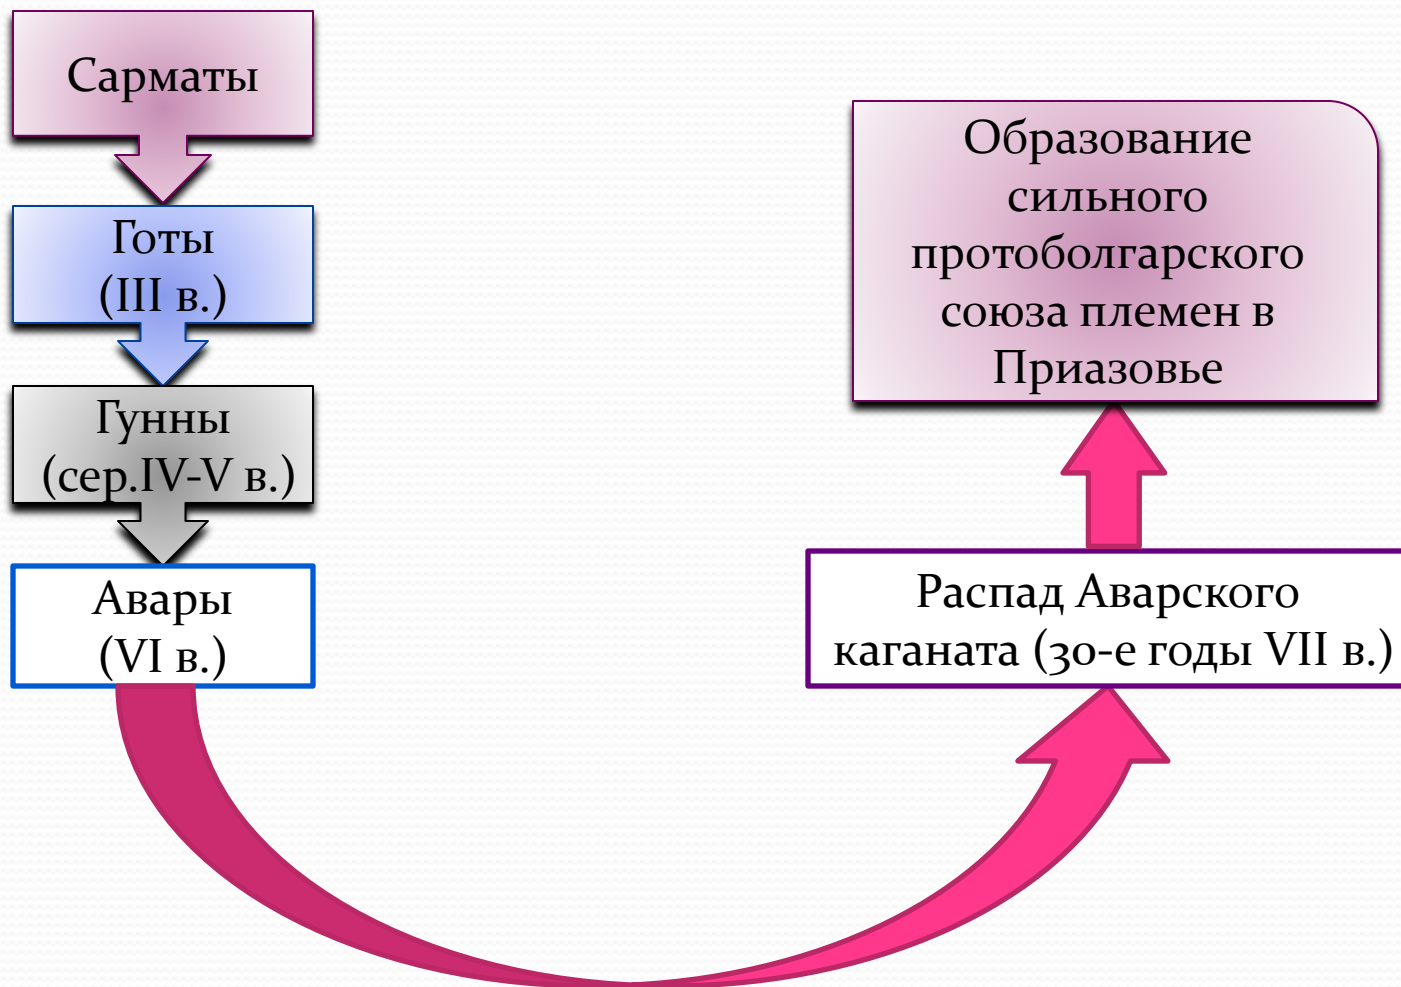 Сарматы
Готы
(III в.)
Гунны
(сер.IV-V в.)
Авары
(VI в.)
Образование
сильного
протоболгарского
союза племен в
Приазовье
Распад Аварского
каганата (30-е годы VII в.)